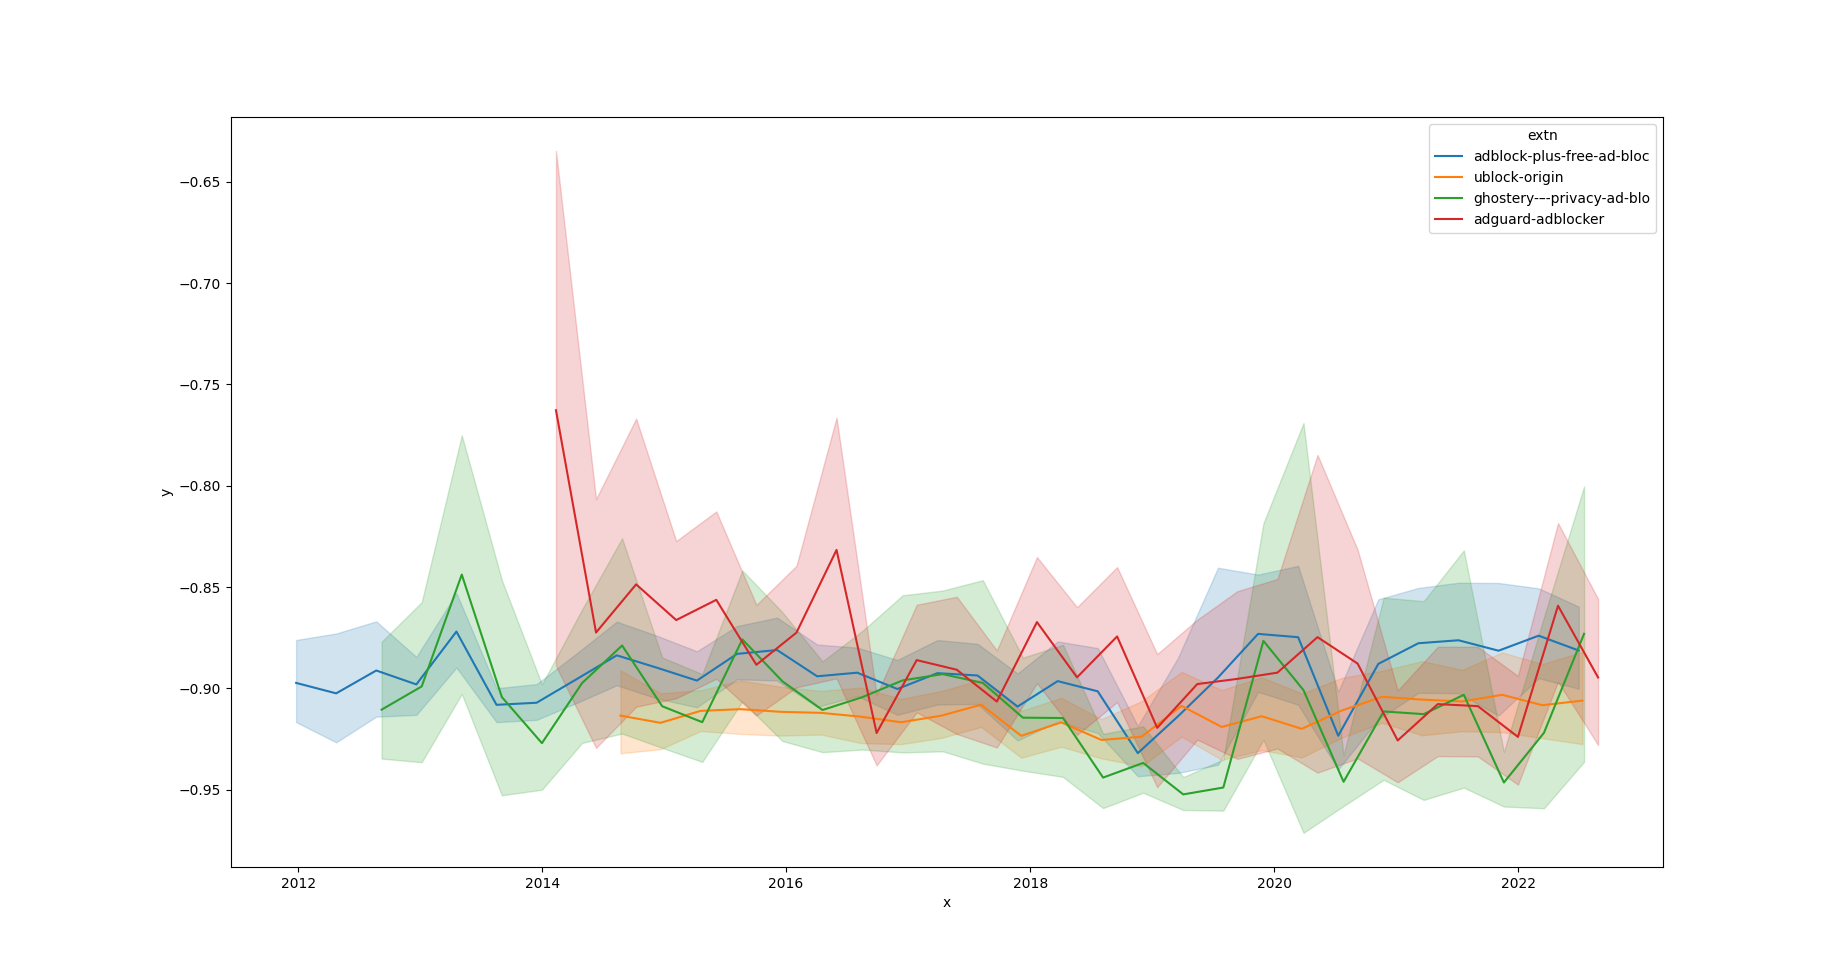 extn
adblock-plus-free-ad-bloc
ublock-origin
ghostery---privacy-ad-blo
adguard-adblocker
−0.65
−0.70
−0.75
−0.80
−0.85
−0.90
−0.95
y
2012 2014 2016 2018 2020 2022
x